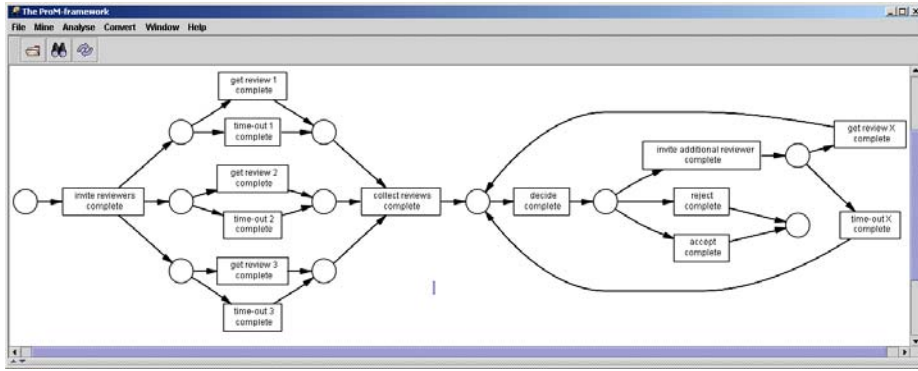 The ProM-framework
File Mine Analyse Convert Window Help
get review 1
complete
time-out 1
complete
get review 2
complete
time-out 2
complete
get review 3
complete
time-out 3
complete
invite reviewers
complete
collect reviews
complete
decide
complete
invite additional reviewer
complete
reject
complete
accept
complete
get review X
complete
time-out X
complete